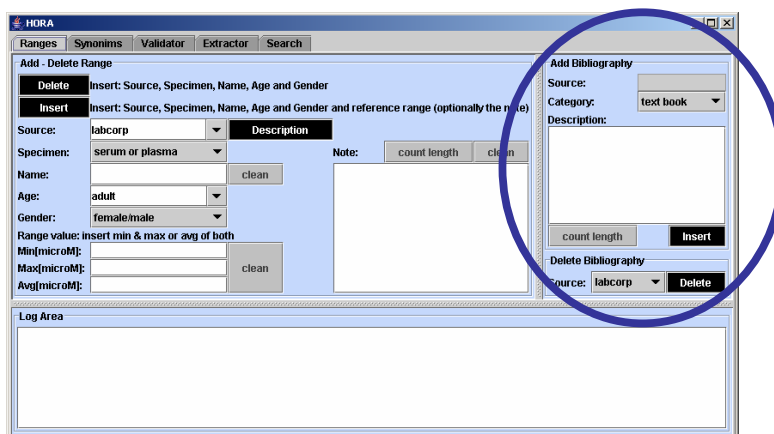 HORA
Ranges Synonims Validator Extractor Search
Add - Delete Range
Delete Insert: Source, Specimen, Name, Age and Gender
Insert Insert: Source, Specimen, Name, Age and Gender and reference range (optionally the note)
Source: labcorp Description
Specimen: serum or plasma Note: count length clean
Name: clean
Age: adult
Gender: female/male
Range value: insert min & max or avg of both
Min[microM]:
Max[microM]: clean
Avg[microM]:
Add Bibliography
Source:
Category: text book
Description:
count length Insert
Delete Bibliography
Source: labcorp Delete
Log Area